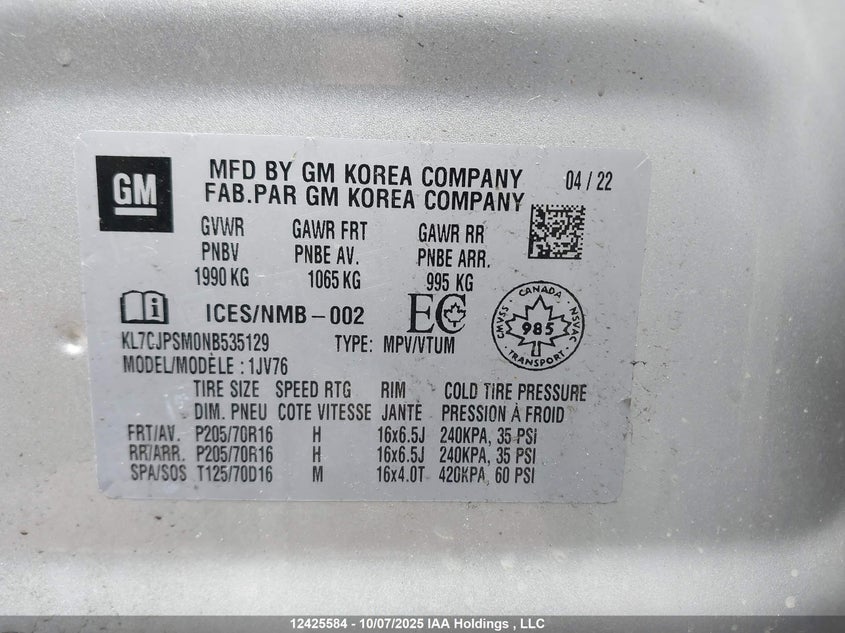 GM
MFD BY GM KOREA COMPANY 04 / 22
FAB.PAR GM KOREA COMPANY
GVWR GAWR FRT GAWR RR
PNBV PNBE AV. PNBE ARR.
1990 KG 1065 KG 995 KG
ICES/NMB-002 EC
CANADA
CMVSS 985 NSVAC
TRANSPORT
KL7CJPSM0NB535129 TYPE: MPV/VTUM
MODEL/MODÈLE : 1JV76
TIRE SIZE SPEED RTG RIM COLD TIRE PRESSURE
DIM. PNEU COTE VITESSE JANTE PRESSION À FROID
FRT/AV. P205/70R16 H 16x6.5J 240KPA, 35 PSI
RR/ARR. P205/70R16 H 16x6.5J 240KPA, 35 PSI
SPA/SOS T125/70D16 M 16x4.0T 420KPA, 60 PSI
12425584 - 10/07/2025 IAA Holdings , LLC